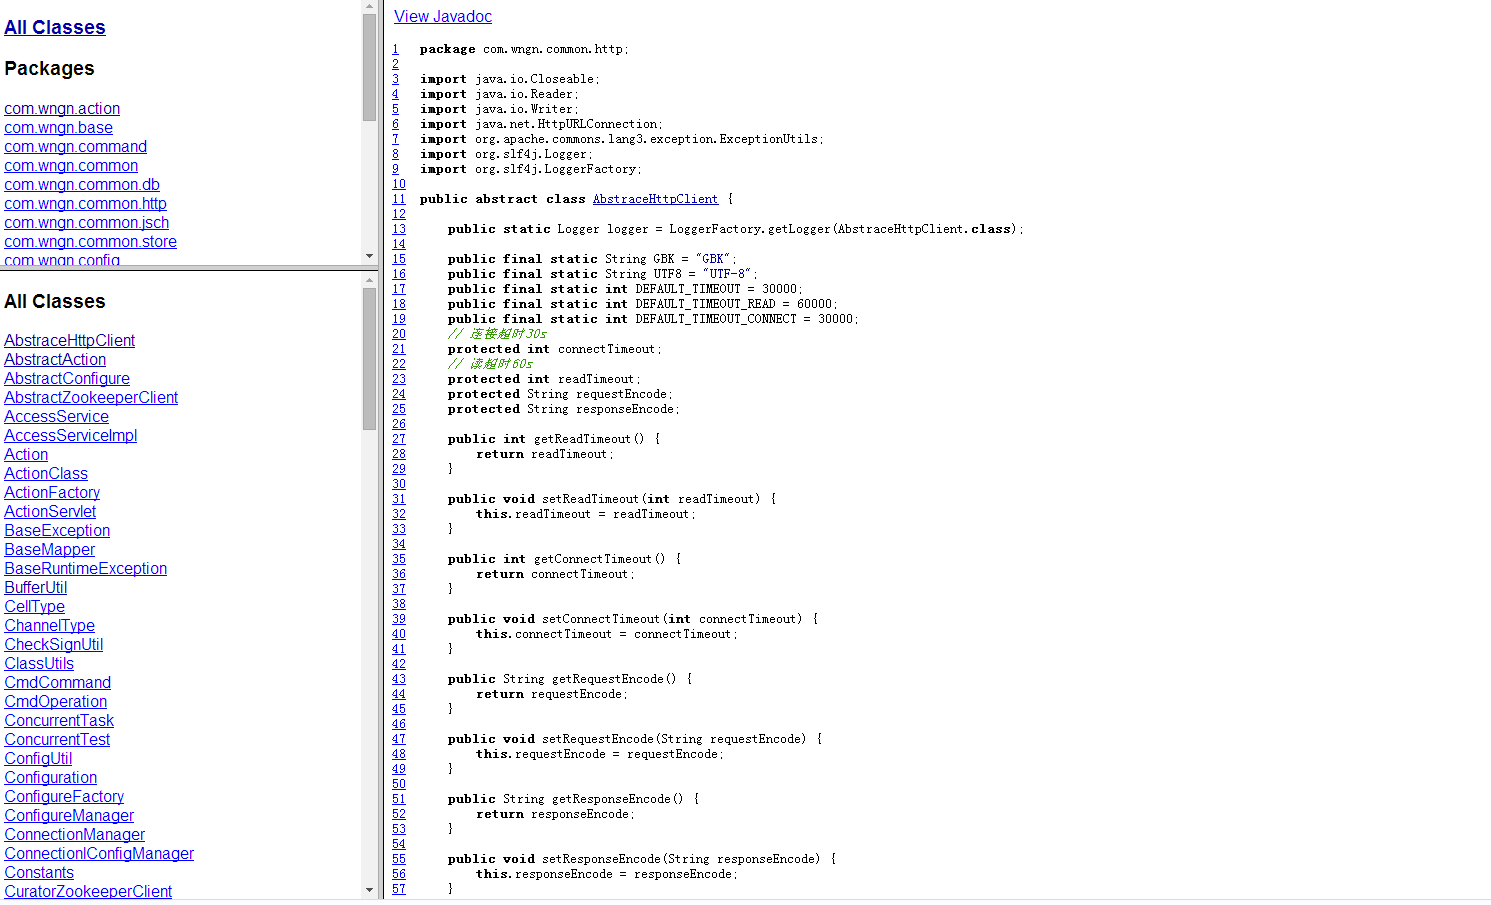 All Classes
Packages
com.wngn.action
com.wngn.base
com.wngn.command
com.wngn.common
com.wngn.common.db
com.wngn.common.http
com.wngn.common.jsch
com.wngn.common.store
com.wngn.config
All Classes
AbstraceHttpClient
AbstractAction
AbstractConfigure
AbstractZookeeperClient
AccessService
AccessServiceImpl
Action
ActionClass
ActionFactory
ActionServlet
BaseException
BaseMapper
BaseRuntimeException
BufferUtil
CellType
ChannelType
CheckSignUtil
ClassUtils
CmdCommand
CmdOperation
ConcurrentTask
ConcurrentTest
ConfigUtil
Configuration
ConfigureFactory
ConfigureManager
ConnectionManager
ConnectionlConfigManager
Constants
CuratorZookeeperClient
View Javadoc
1 package com.wngn.common.http;
2
3 import java.io.Closeable;
4 import java.io.Reader;
5 import java.io.Writer;
6 import java.net.HttpURLConnection;
7 import org.apache.commons.lang3.exception.ExceptionUtils;
8 import org.slf4j.Logger;
9 import org.slf4j.LoggerFactory;
10
11 public abstract class AbstraceHttpClient {
12
13     public static Logger logger = LoggerFactory.getLogger(AbstraceHttpClient.class);
14
15     public final static String GBK = "GBK";
16     public final static String UTF8 = "UTF-8";
17     public final static int DEFAULT_TIMEOUT = 30000;
18     public final static int DEFAULT_TIMEOUT_READ = 60000;
19     public final static int DEFAULT_TIMEOUT_CONNECT = 30000;
20     // 连接超时30s
21     protected int connectTimeout;
22     // 读超时60s
23     protected int readTimeout;
24     protected String requestEncode;
25     protected String responseEncode;
26
27     public int getReadTimeout() {
28         return readTimeout;
29     }
30
31     public void setReadTimeout(int readTimeout) {
32         this.readTimeout = readTimeout;
33     }
34
35     public int getConnectTimeout() {
36         return connectTimeout;
37     }
38
39     public void setConnectTimeout(int connectTimeout) {
40         this.connectTimeout = connectTimeout;
41     }
42
43     public String getRequestEncode() {
44         return requestEncode;
45     }
46
47     public void setRequestEncode(String requestEncode) {
48         this.requestEncode = requestEncode;
49     }
50
51     public String getResponseEncode() {
52         return responseEncode;
53     }
54
55     public void setResponseEncode(String responseEncode) {
56         this.responseEncode = responseEncode;
57     }